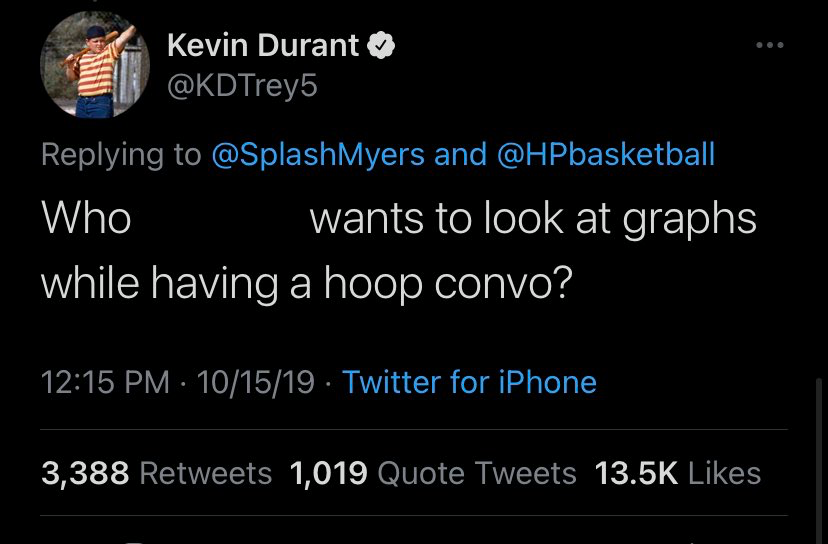 Kevin Durant
@KDTrey5
Replying to @SplashMyers and @HPbasketball
Who wants to look at graphs
while having a hoop convo?
12:15 PM · 10/15/19 · Twitter for iPhone
3,388 Retweets 1,019 Quote Tweets 13.5K Likes